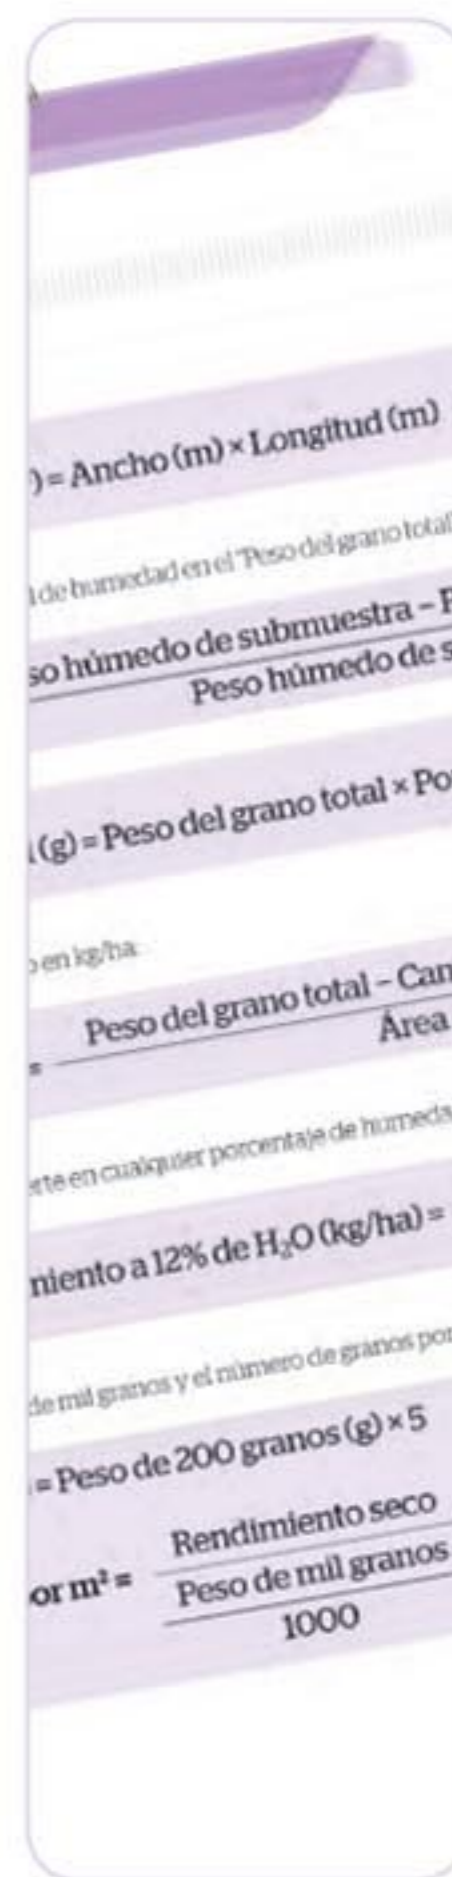 ) = Ancho (m) × Longitud (m)
de humedad en el "Peso del grano total"
so húmedo de submuestra – P
Peso húmedo de s
(g) = Peso del grano total × Po
o en kg/ha:
= Peso del grano total – Can
Área
rte en cualquier porcentaje de humeda
miento a 12% de H₂O (kg/ha) =
de mil granos y el número de granos por
= Peso de 200 granos (g) × 5
Rendimiento seco
or m² = Peso de mil granos
1000